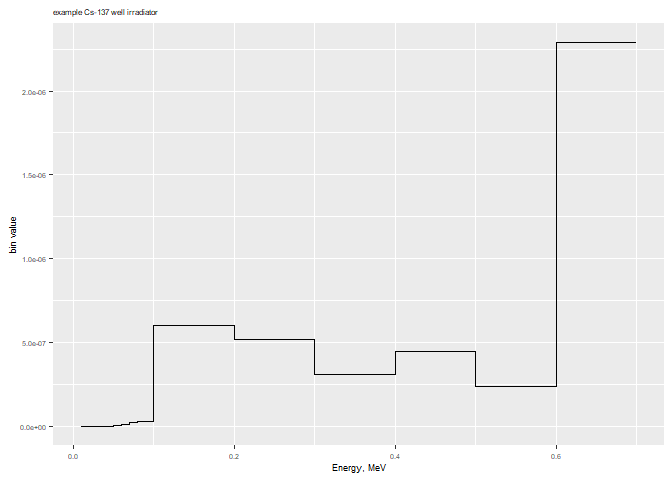 example Cs-137 well irradiator
2.0e-06
1.5e-06
1.0e-06
5.0e-07
0.0e+00
bin value
0.0 0.2 0.4 0.6
Energy, MeV